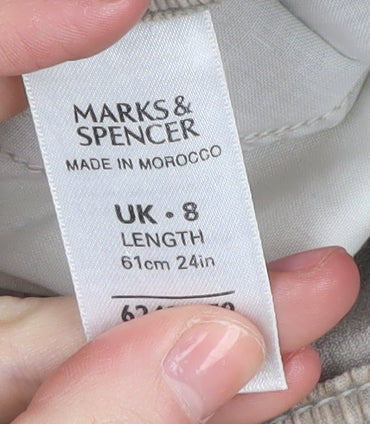 MARKS &
SPENCER
MADE IN MOROCCO
UK • 8
LENGTH
61cm 24in